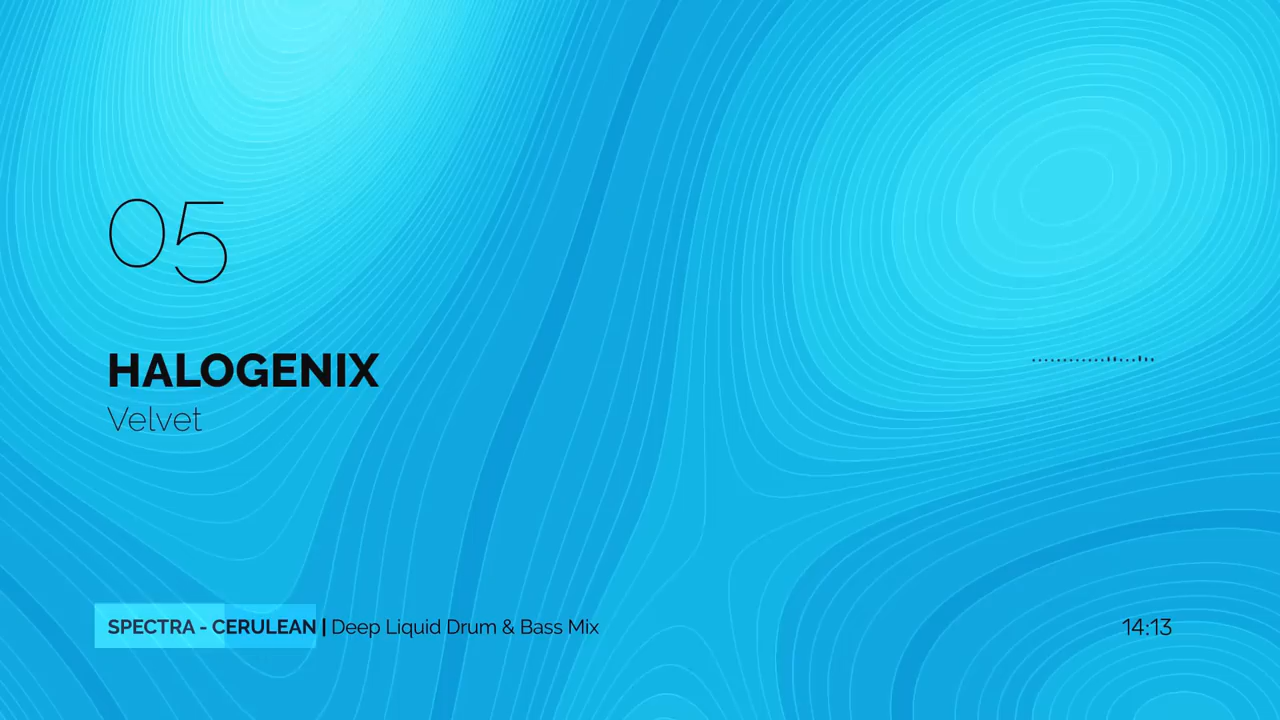 05
HALOGENIX
Velvet
SPECTRA - CERULEAN | Deep Liquid Drum & Bass Mix
14:13